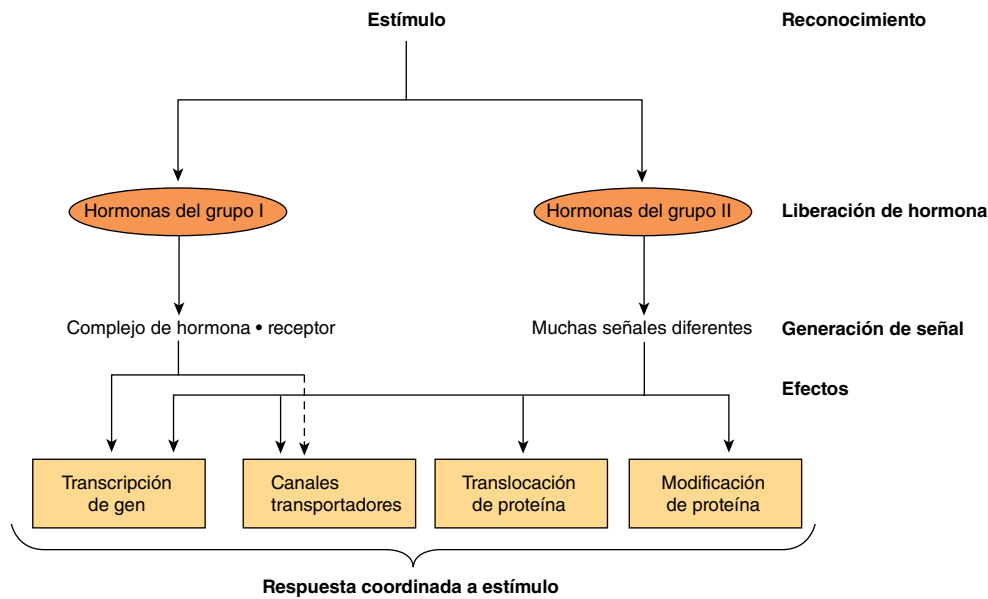 Estímulo
Reconocimiento
Hormonas del grupo I
Hormonas del grupo II
Liberación de hormona
Complejo de hormona • receptor
Muchas señales diferentes
Generación de señal
Efectos
Transcripción
de gen
Canales
transportadores
Translocación
de proteína
Modificación
de proteína
Respuesta coordinada a estímulo